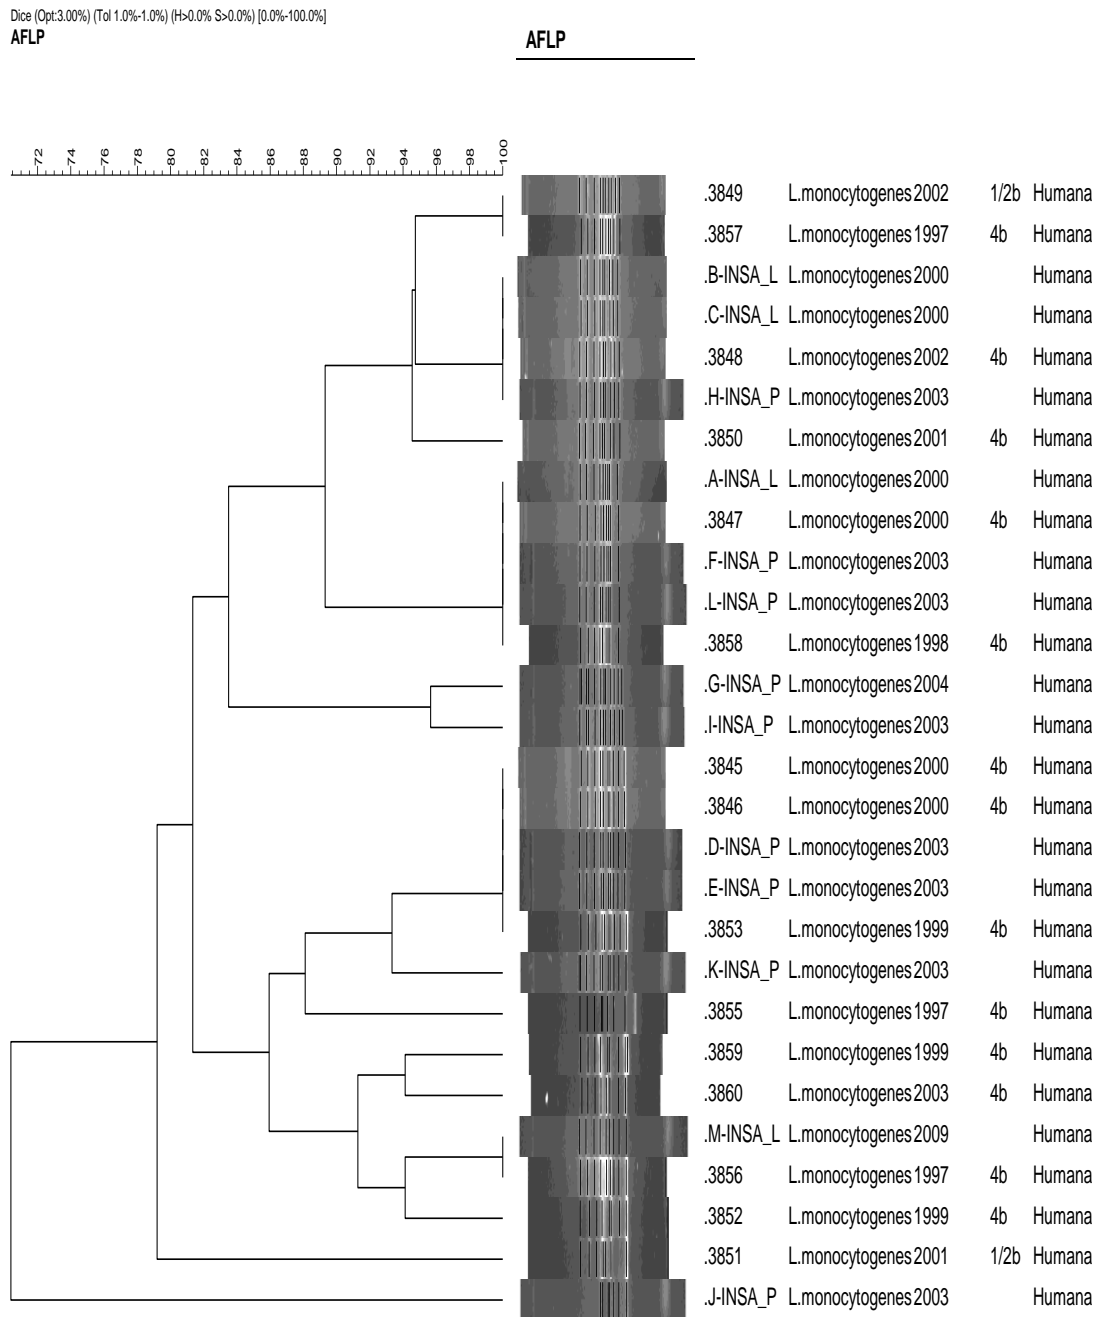 Dice (Opt:3.00%) (Tol 1.0%-1.0%) (H>0.0% S>0.0%) [0.0%-100.0%]
AFLP AFLP
72 74 76 78 80 82 84 86 88 90 92 94 96 98 100
.3849 L.monocytogenes 2002 1/2b Humana
.3857 L.monocytogenes 1997 4b Humana
.B-INSA_L L.monocytogenes 2000 Humana
.C-INSA_L L.monocytogenes 2000 Humana
.3848 L.monocytogenes 2002 4b Humana
.H-INSA_P L.monocytogenes 2003 Humana
.3850 L.monocytogenes 2001 4b Humana
.A-INSA_L L.monocytogenes 2000 Humana
.3847 L.monocytogenes 2000 4b Humana
.F-INSA_P L.monocytogenes 2003 Humana
.L-INSA_P L.monocytogenes 2003 Humana
.3858 L.monocytogenes 1998 4b Humana
.G-INSA_P L.monocytogenes 2004 Humana
.I-INSA_P L.monocytogenes 2003 Humana
.3845 L.monocytogenes 2000 4b Humana
.3846 L.monocytogenes 2000 4b Humana
.D-INSA_P L.monocytogenes 2003 Humana
.E-INSA_P L.monocytogenes 2003 Humana
.3853 L.monocytogenes 1999 4b Humana
.K-INSA_P L.monocytogenes 2003 Humana
.3855 L.monocytogenes 1997 4b Humana
.3859 L.monocytogenes 1999 4b Humana
.3860 L.monocytogenes 2003 4b Humana
.M-INSA_L L.monocytogenes 2009 Humana
.3856 L.monocytogenes 1997 4b Humana
.3852 L.monocytogenes 1999 4b Humana
.3851 L.monocytogenes 2001 1/2b Humana
.J-INSA_P L.monocytogenes 2003 Humana